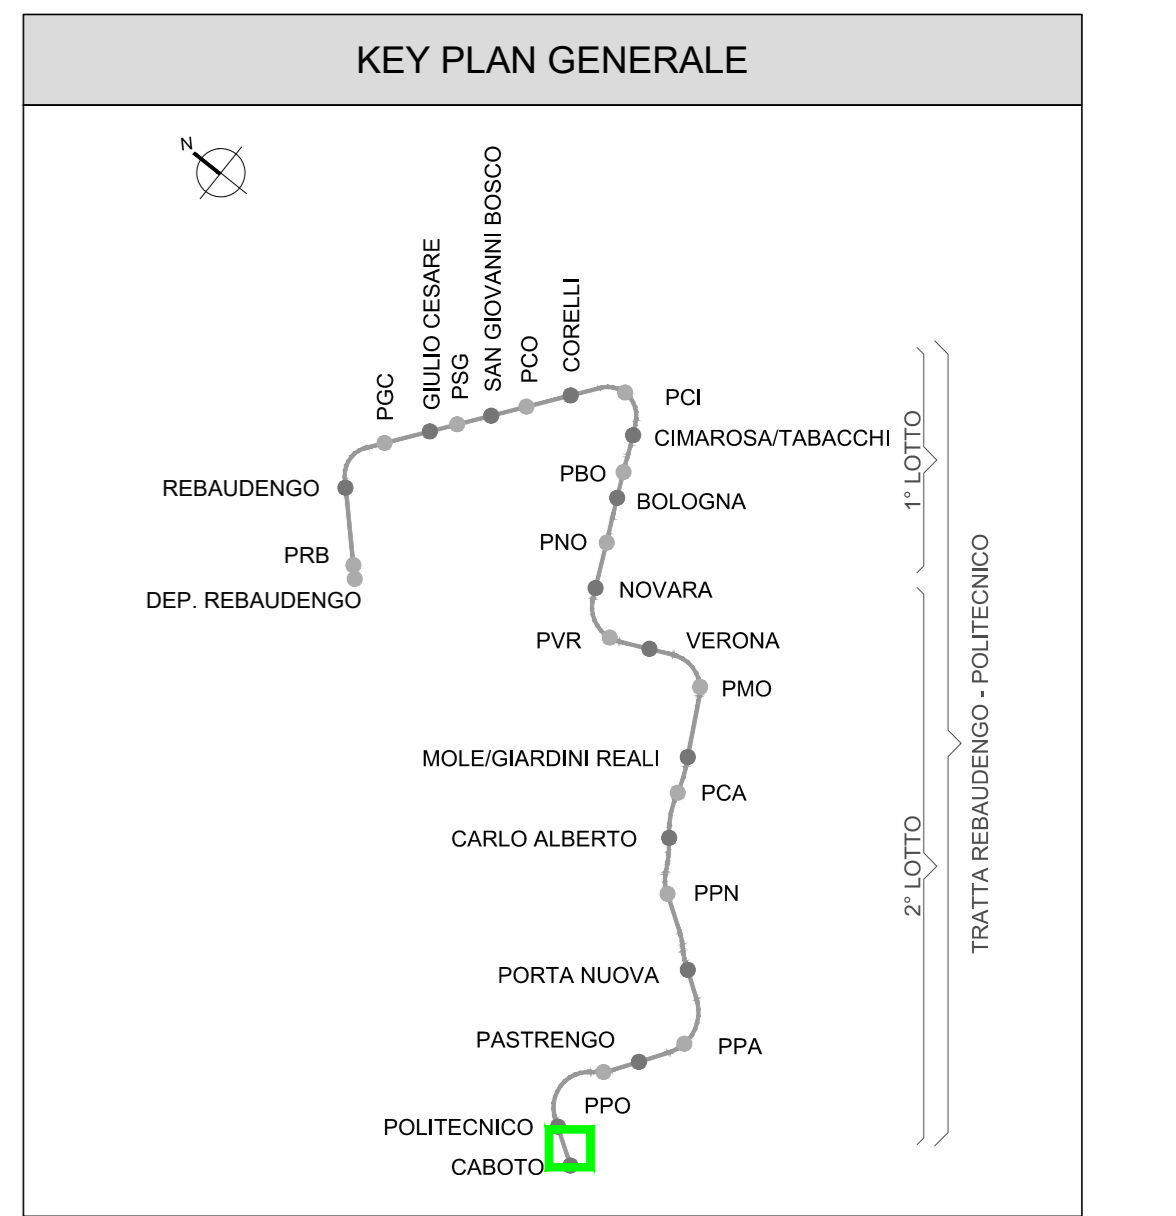 KEY PLAN GENERALE
N
PGC
GIULIO CESARE
PSG
SAN GIOVANNI BOSCO
PCO
CORELLI
PCI
CIMAROSA/TABACCHI
PBO
BOLOGNA
REBAUDENGO
PNO
PRB
NOVARA
DEP. REBAUDENGO
PVR
VERONA
PMO
MOLE/GIARDINI REALI
PCA
CARLO ALBERTO
PPN
PORTA NUOVA
PASTRENGO
PPA
PPO
POLITECNICO
CABOTO
1° LOTTO
2° LOTTO
TRATTA REBAUDENGO - POLITECNICO